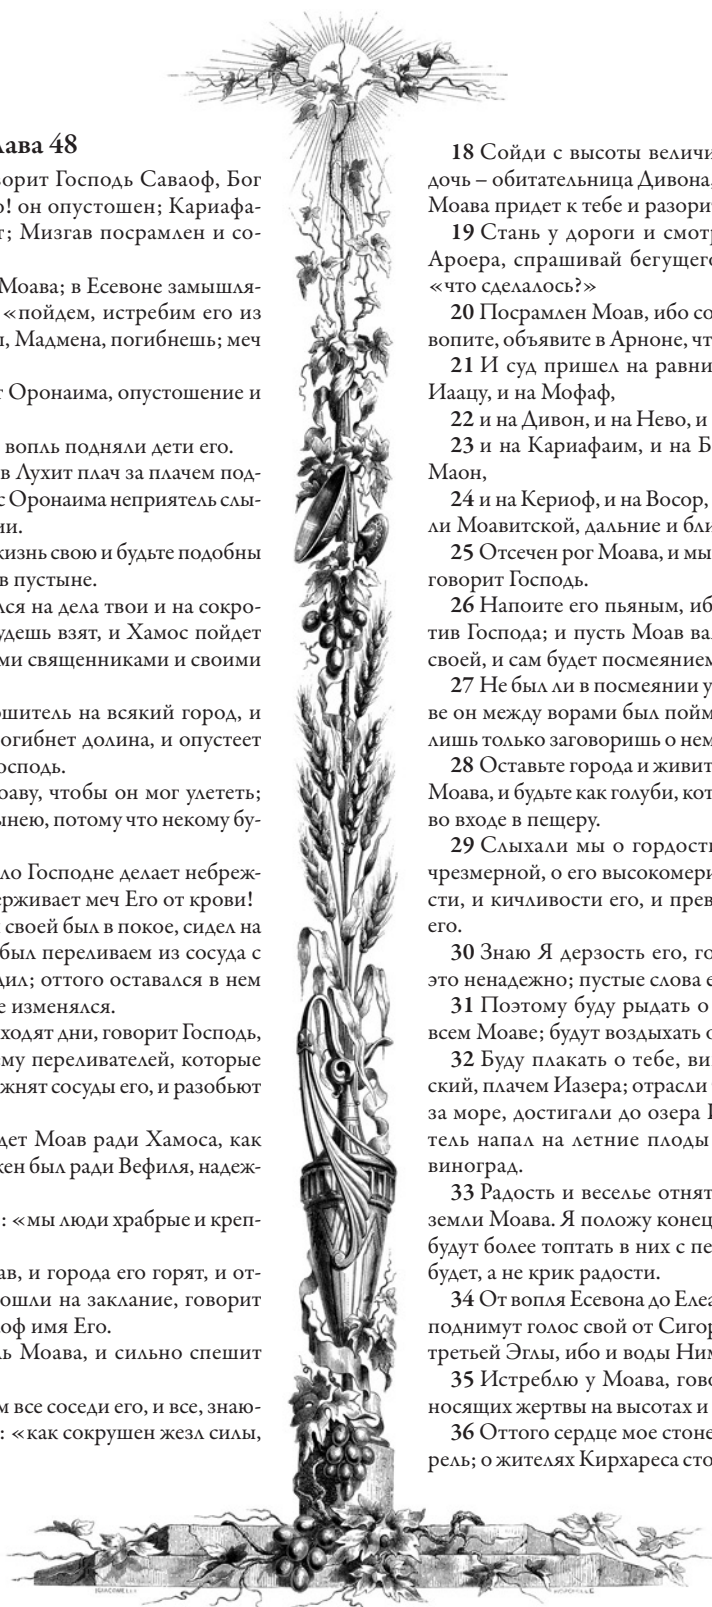 лава 48
ворит Господь Саваоф, Бог
о! он опустошен; Кариафа-
т; Мизгав посрамлен и со-
Моава; в Есевоне замышля-
«пойдем, истребим его из
ы, Мадмена, погибнешь; меч
т Оронаима, опустошение и
вопль подняли дети его.
в Лухит плач за плачем под-
с Оронаима неприятель слы-
ии.
жизнь свою и будьте подобны
в пустыне.
лся на дела твои и на сокро-
удешь взят, и Хамос пойдет
ми священниками и своими
ошитель на всякий город, и
огибнет долина, и опустеет
осподь.
оаву, чтобы он мог улететь;
ынею, потому что некому бу-
ло Господне делает небреж-
ерживает меч Его от крови!
своей был в покое, сидел на
был переливаем из сосуда с
дил; оттого оставался в нем
е изменялся.
ходят дни, говорит Господь,
ему переливателей, которые
жнят сосуды его, и разобьют
дет Моав ради Хамоса, как
жен был ради Вефиля, надеж-
: «мы люди храбрые и креп-
ав, и города его горят, и от-
ошли на заклание, говорит
оф имя Его.
ль Моава, и сильно спешит
м все соседи его, и все, знаю-
: «как сокрушен жезл силы,
18 Сойди с высоты величи
дочь – обитательница Дивона,
Моава придет к тебе и разори
19 Стань у дороги и смот
Ароера, спрашивай бегущего
«что сделалось?»
20 Посрамлен Моав, ибо со
вопите, объявите в Арноне, чт
21 И суд пришел на равни
Иаацу, и на Мофаф,
22 и на Дивон, и на Нево, и
23 и на Кариафаим, и на Б
Маон,
24 и на Кериоф, и на Восор,
ли Моавитской, дальние и бли
25 Отсечен рог Моава, и мы
говорит Господь.
26 Напоите его пьяным, иб
тив Господа; и пусть Моав ва
своей, и сам будет посмеянием
27 Не был ли в посмеянии у
ве он между ворами был пойм
лишь только заговоришь о нем
28 Оставьте города и живит
Моава, и будьте как голуби, кот
во входе в пещеру.
29 Слыхали мы о гордост
чрезмерной, о его высокомери
сти, и кичливости его, и прев
его.
30 Знаю Я дерзость его, го
это ненадежно; пустые слова е
31 Поэтому буду рыдать о
всем Моаве; будут воздыхать о
32 Буду плакать о тебе, ви
ский, плачем Иазера; отрасли
за море, достигали до озера И
тель напал на летние плоды
виноград.
33 Радость и веселье отнят
земли Моава. Я положу конец
будут более топтать в них с пе
будет, а не крик радости.
34 От вопля Есевона до Елеа
поднимут голос свой от Сигор
третьей Эглы, ибо и воды Ним
35 Истреблю у Моава, гово
носящих жертвы на высотах и
36 Оттого сердце мое стоне
рель; о жителях Кирхареса сто